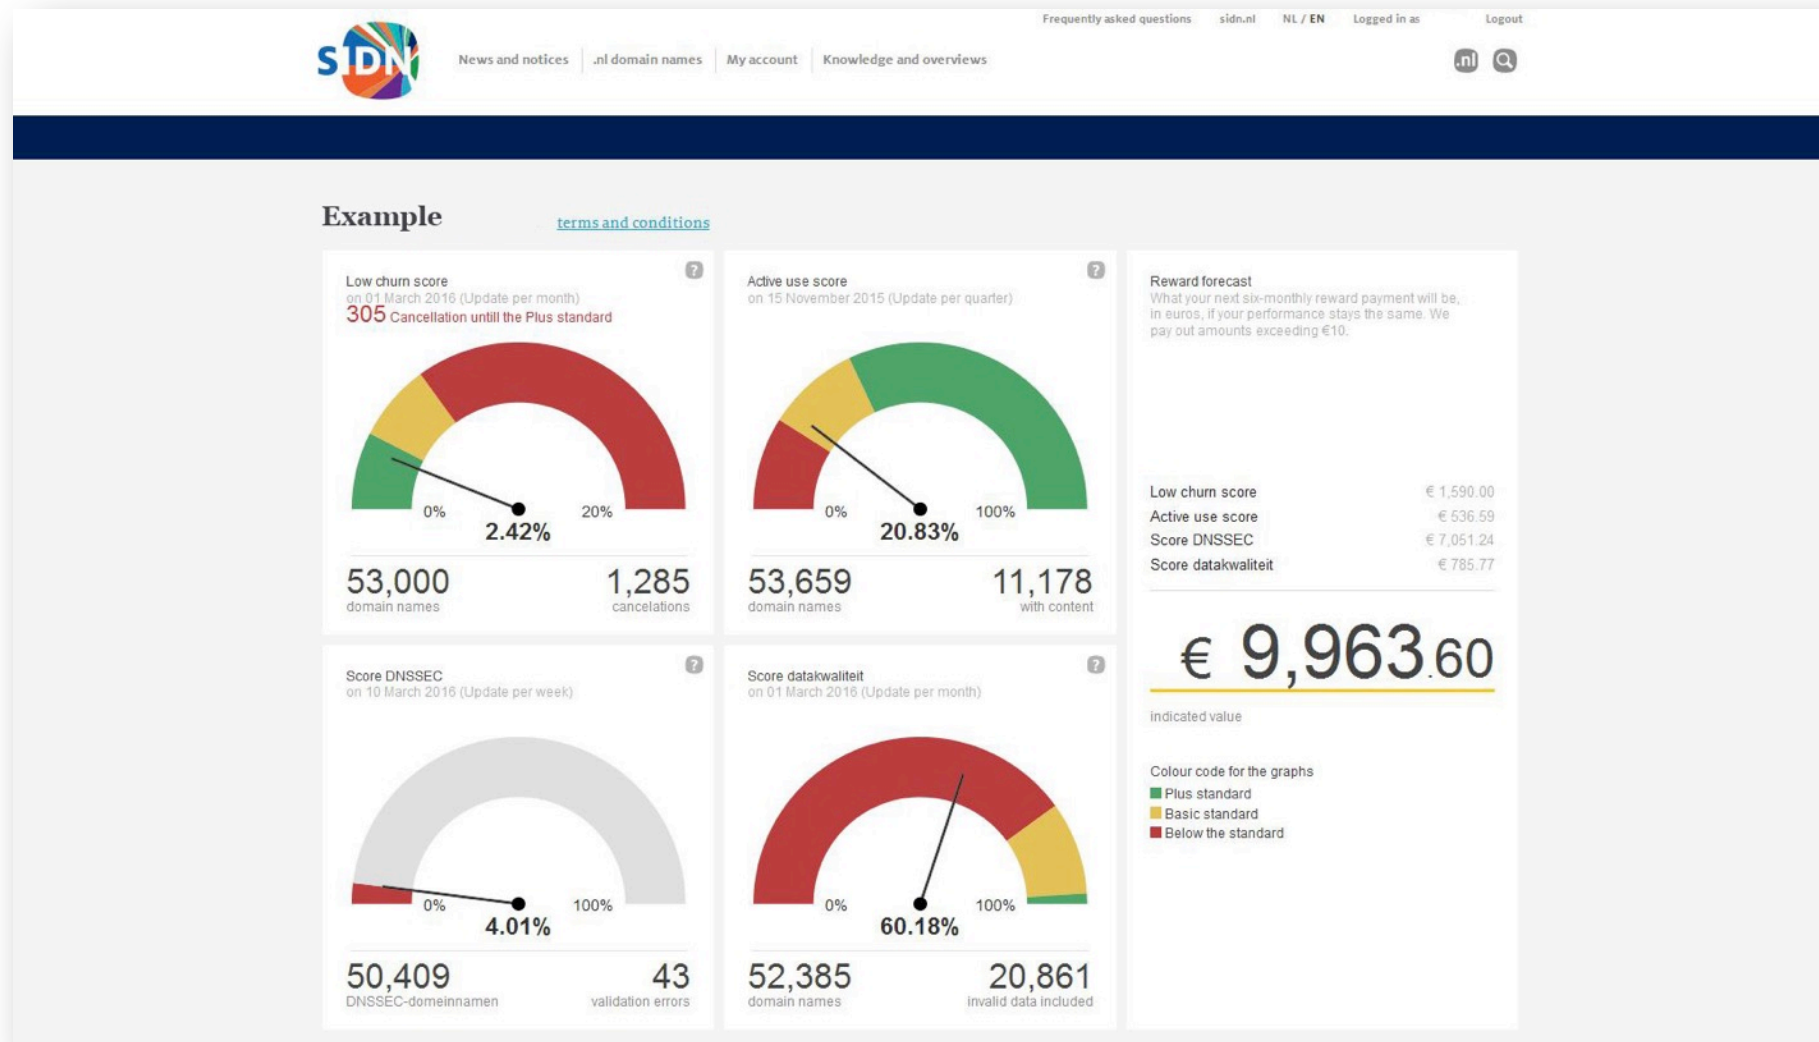 Frequently asked questions sidn.nl NL / EN Logged in as Logout
SIDN
News and notices .nl domain names My account Knowledge and overviews .nl
Example terms and conditions
Low churn score ?
on 01 March 2016 (Update per month)
305 Cancellation untill the Plus standard
0% 20%
2.42%
53,000 1,285
domain names cancelations
Active use score ?
on 15 November 2015 (Update per quarter)
0% 100%
20.83%
53,659 11,178
domain names with content
Score DNSSEC ?
on 10 March 2016 (Update per week)
0% 100%
4.01%
50,409 43
DNSSEC-domeinnamen validation errors
Score datakwaliteit ?
on 01 March 2016 (Update per month)
0% 100%
60.18%
52,385 20,861
domain names invalid data included
Reward forecast
What your next six-monthly reward payment will be,
in euros, if your performance stays the same. We
pay out amounts exceeding €10.
Low churn score € 1,590.00
Active use score € 536.59
Score DNSSEC € 7,051.24
Score datakwaliteit € 785.77
€ 9,963.60
indicated value
Colour code for the graphs
Plus standard
Basic standard
Below the standard